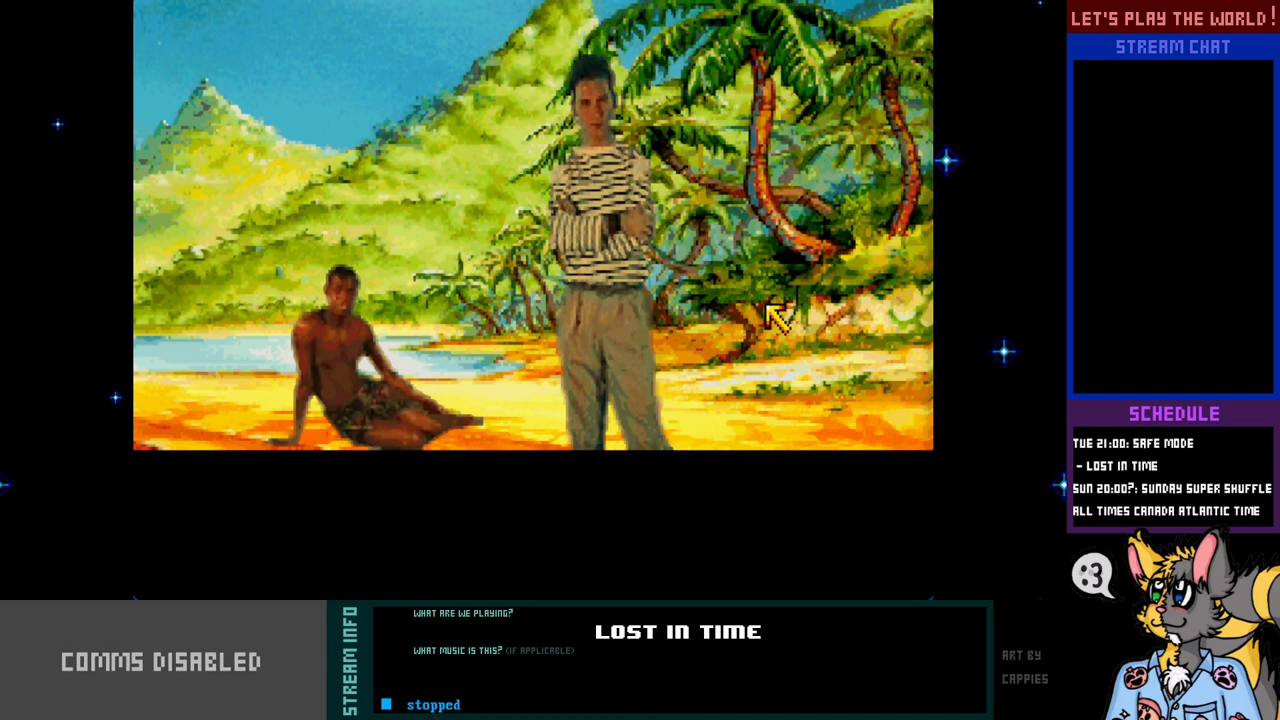 LET'S PLAY THE WORLD!
STREAM CHAT
SCHEDULE
TUE 21:00: SAFE MODE
- LOST IN TIME
SUN 20:00?: SUNDAY SUPER SHUFFLE
ALL TIMES CANADA ATLANTIC TIME
:3
COMMS DISABLED
STREAM INFO
WHAT ARE WE PLAYING?
LOST IN TIME
WHAT MUSIC IS THIS? (IF APPLICABLE)
stopped
ART BY
CAPPIES